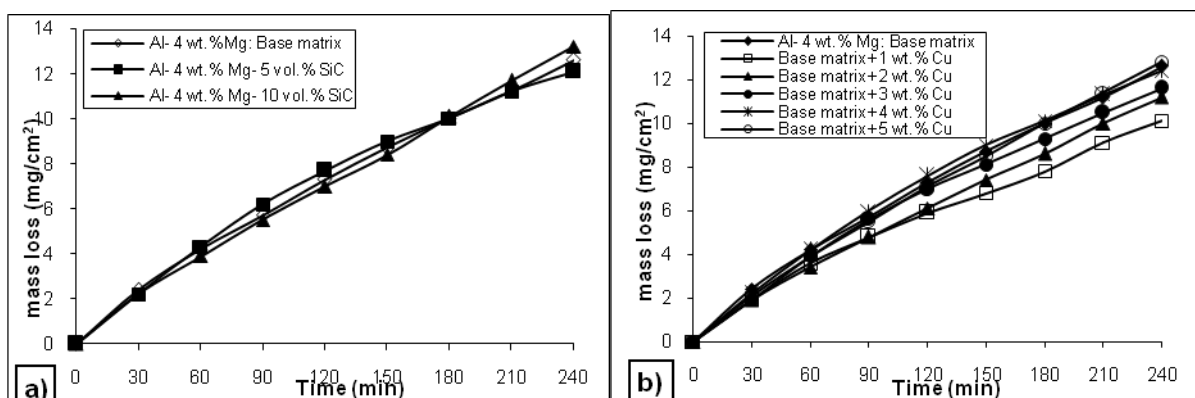 14
12
10
8
6
4
2
0
mass loss (mg/cm²)
Al- 4 wt.%Mg: Base matrix
Al- 4 wt.% Mg- 5 vol.% SiC
Al- 4 wt.% Mg- 10 vol.% SiC
0 30 60 90 120 150 180 210 240
Time (min)
a)
14
12
10
8
6
4
2
0
mass loss (mg/cm²)
Al- 4 wt.% Mg: Base matrix
Base matrix+1 wt.% Cu
Base matrix+2 wt.% Cu
Base matrix+3 wt.% Cu
Base matrix+4 wt.% Cu
Base matrix+5 wt.% Cu
0 30 60 90 120 150 180 210 240
Time (min)
b)